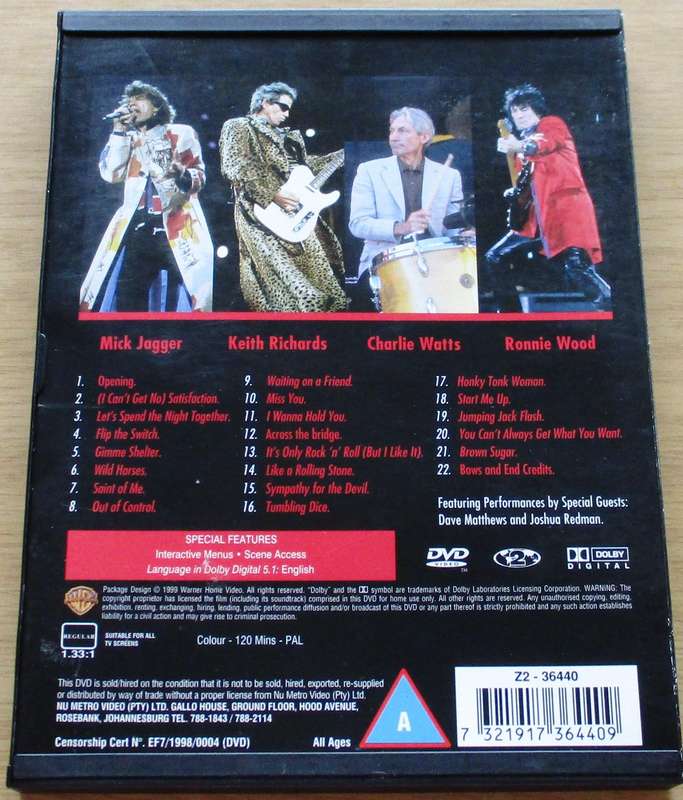 Mick Jagger Keith Richards Charlie Watts Ronnie Wood
1. Opening.
2. (I Can't Get No) Satisfaction.
3. Let's Spend the Night Together.
4. Flip the Switch.
5. Gimme Shelter.
6. Wild Horses.
7. Saint of Me.
8. Out of Control.
9. Waiting on a Friend.
10. Miss You.
11. I Wanna Hold You.
12. Across the bridge.
13. It's Only Rock 'n' Roll (But I Like It).
14. Like a Rolling Stone.
15. Sympathy for the Devil.
16. Tumbling Dice.
17. Honky Tonk Woman.
18. Start Me Up.
19. Jumping Jack Flash.
20. You Can't Always Get What You Want.
21. Brown Sugar.
22. Bows and End Credits.
Featuring Performances by Special Guests:
Dave Matthews and Joshua Redman.
SPECIAL FEATURES
Interactive Menus • Scene Access
Language in Dolby Digital 5.1: English
DVD
VIDEO
TM
2
DOLBY
DIGITAL
WB
Package Design © 1999 Warner Home Video. All rights reserved. "Dolby" and the DD symbol are trademarks of Dolby Laboratories Licensing Corporation. WARNING: The
copyright proprietor has licensed the film (including its soundtrack) comprised in this DVD for home use only. All other rights are reserved. Any unauthorised copying, editing,
exhibition, renting, exchanging, hiring, lending, public performance diffusion and/or broadcast of this DVD or any part thereof is strictly prohibited and any such action establishes
liability for a civil action and may give rise to criminal prosecution.
REGULAR
1.33:1
SUITABLE FOR ALL
TV SCREENS
Colour - 120 Mins - PAL
This DVD is sold/hired on the condition that it is not to be sold, hired, exported, re-supplied
or distributed by way of trade without a proper license from Nu Metro Video (Pty) Ltd.
NU METRO VIDEO (PTY) LTD. GALLO HOUSE, GROUND FLOOR, HOOD AVENUE,
ROSEBANK, JOHANNESBURG TEL. 788-1843 / 788-2114
Censorship Cert Nº. EF7/1998/0004 (DVD) All Ages
A
Z2 - 36440
7 321917 364409